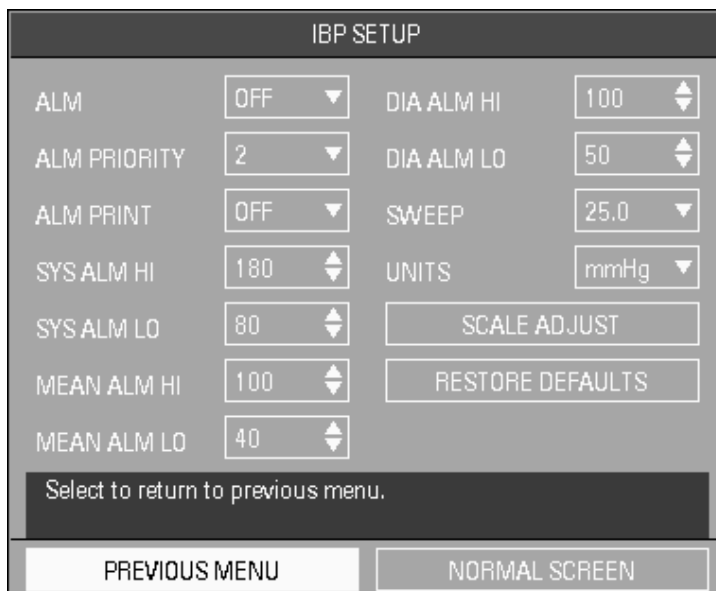 IBP SETUP
ALM OFF DIA ALM HI 100
ALM PRIORITY 2 DIA ALM LO 50
ALM PRINT OFF SWEEP 25.0
SYS ALM HI 180 UNITS mmHg
SYS ALM LO 80 SCALE ADJUST
MEAN ALM HI 100 RESTORE DEFAULTS
MEAN ALM LO 40
Select to return to previous menu.
PREVIOUS MENU NORMAL SCREEN